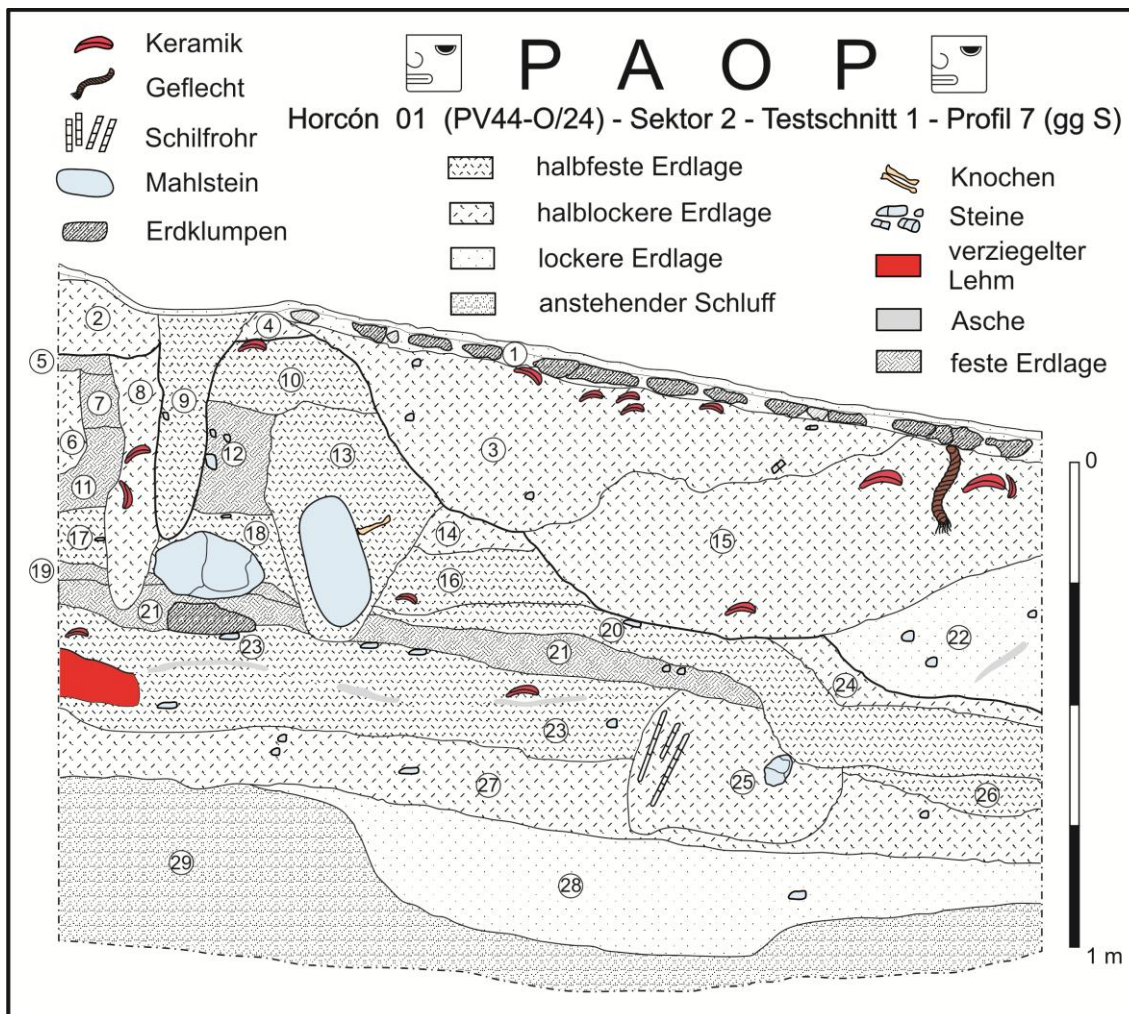 P A O P
Horcón 01 (PV44-O/24) - Sektor 2 - Testschnitt 1 - Profil 7 (gg S)
Keramik
Geflecht
Schilfrohr
Mahlstein
Erdklumpen
halbfeste Erdlage
halblockere Erdlage
lockere Erdlage
anstehender Schluff
Knochen
Steine
verziegelter
Lehm
Asche
feste Erdlage
1
2
3
4
5
6
7
8
9
10
11
12
13
14
15
16
17
18
19
20
21
21
22
23
23
24
25
26
27
28
29
0
1 m